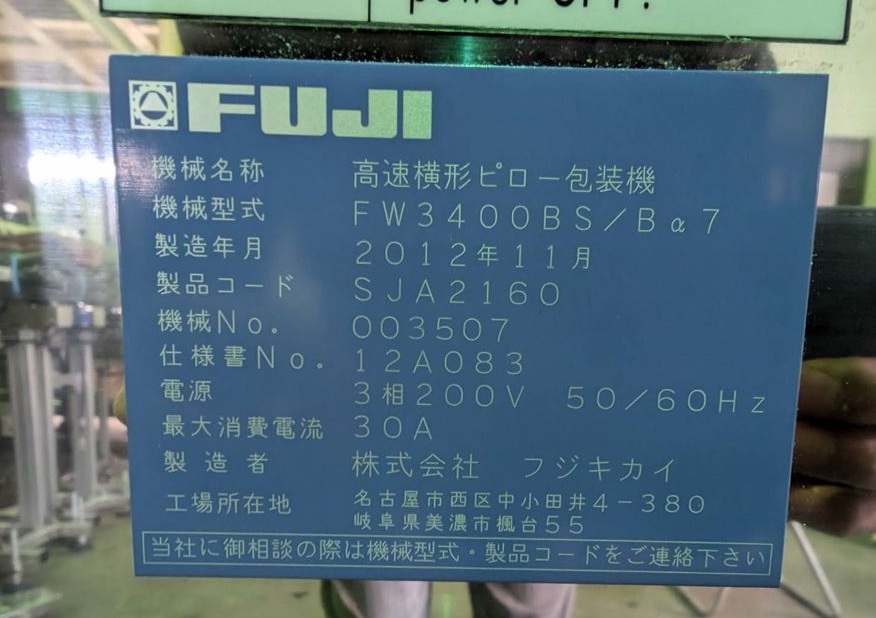 power OFF.
FUJI
機械名称 高速横形ピロー包装機
機械型式 FW3400BS/Bα7
製造年月 2012年11月
製品コード SJA2160
機械No. 003507
仕様書No. 12A083
電源 3相200V 50/60Hz
最大消費電流 30A
製造者 株式会社 フジキカイ
工場所在地 名古屋市西区中小田井4-380
岐阜県美濃市楓台55
当社に御相談の際は機械型式・製品コードをご連絡下さい